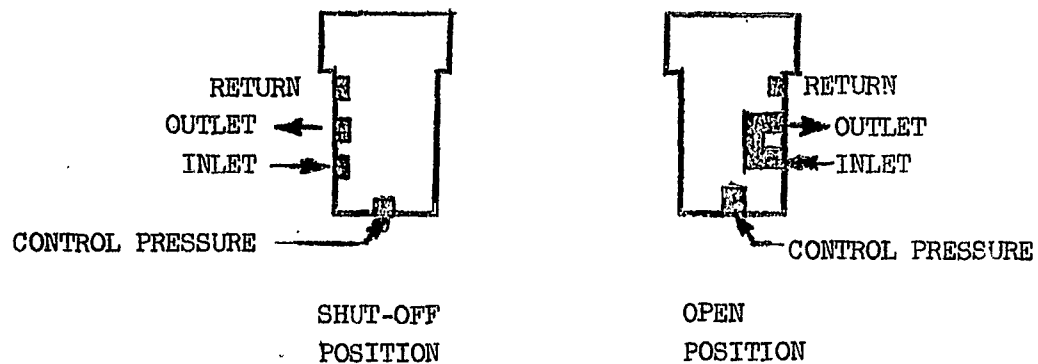 RETURN
OUTLET
INLET
CONTROL PRESSURE
SHUT-OFF
POSITION
RETURN
OUTLET
INLET
CONTROL PRESSURE
OPEN
POSITION